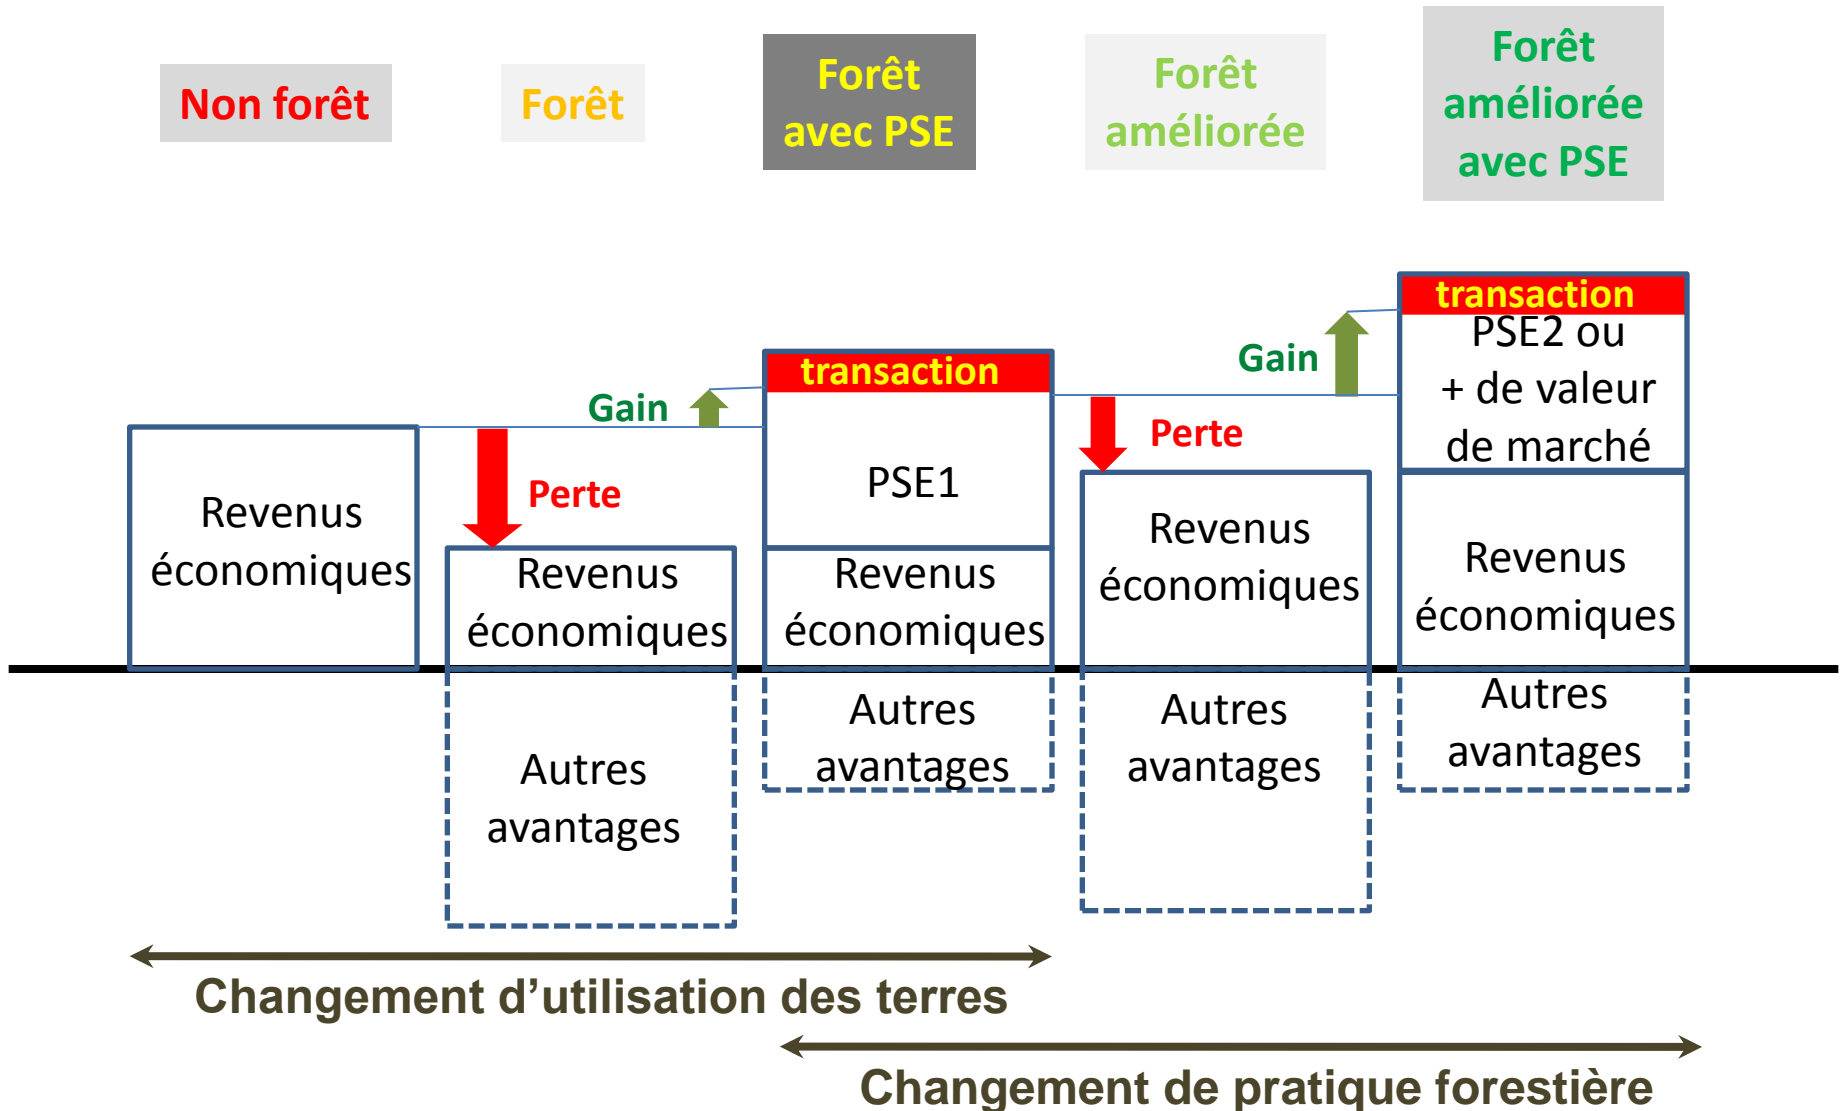 Non forêt
Forêt
Forêt
avec PSE
Forêt
améliorée
Forêt
améliorée
avec PSE
Revenus
économiques
Perte
Revenus
économiques
Autres
avantages
Gain
transaction
PSE1
Revenus
économiques
Autres
avantages
Perte
Revenus
économiques
Autres
avantages
Gain
transaction
PSE2 ou
+ de valeur
de marché
Revenus
économiques
Autres
avantages
Changement d’utilisation des terres
Changement de pratique forestière